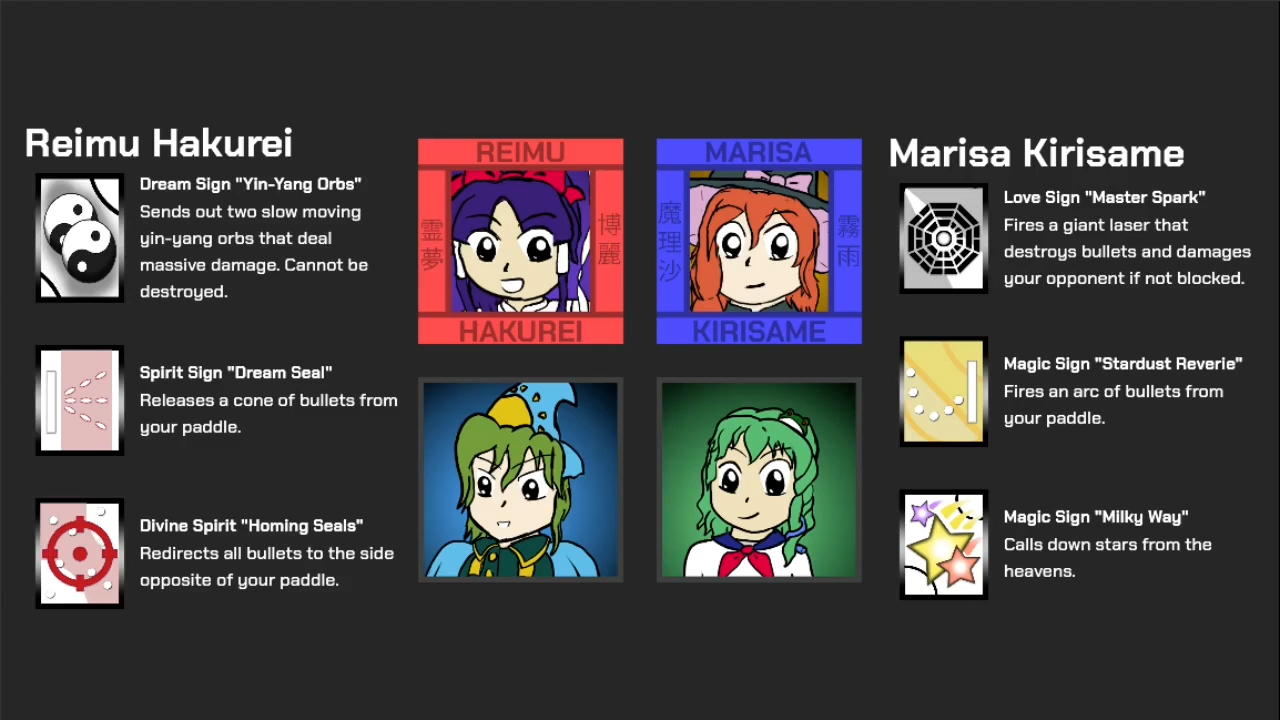 Reimu Hakurei
Dream Sign "Yin-Yang Orbs"
Sends out two slow moving
yin-yang orbs that deal
massive damage. Cannot be
destroyed.
Spirit Sign "Dream Seal"
Releases a cone of bullets from
your paddle.
Divine Spirit "Homing Seals"
Redirects all bullets to the side
opposite of your paddle.
REIMU
霊夢
博麗
HAKUREI
MARISA
魔理沙
霧雨
KIRISAME
Marisa Kirisame
Love Sign "Master Spark"
Fires a giant laser that
destroys bullets and damages
your opponent if not blocked.
Magic Sign "Stardust Reverie"
Fires an arc of bullets from
your paddle.
Magic Sign "Milky Way"
Calls down stars from the
heavens.